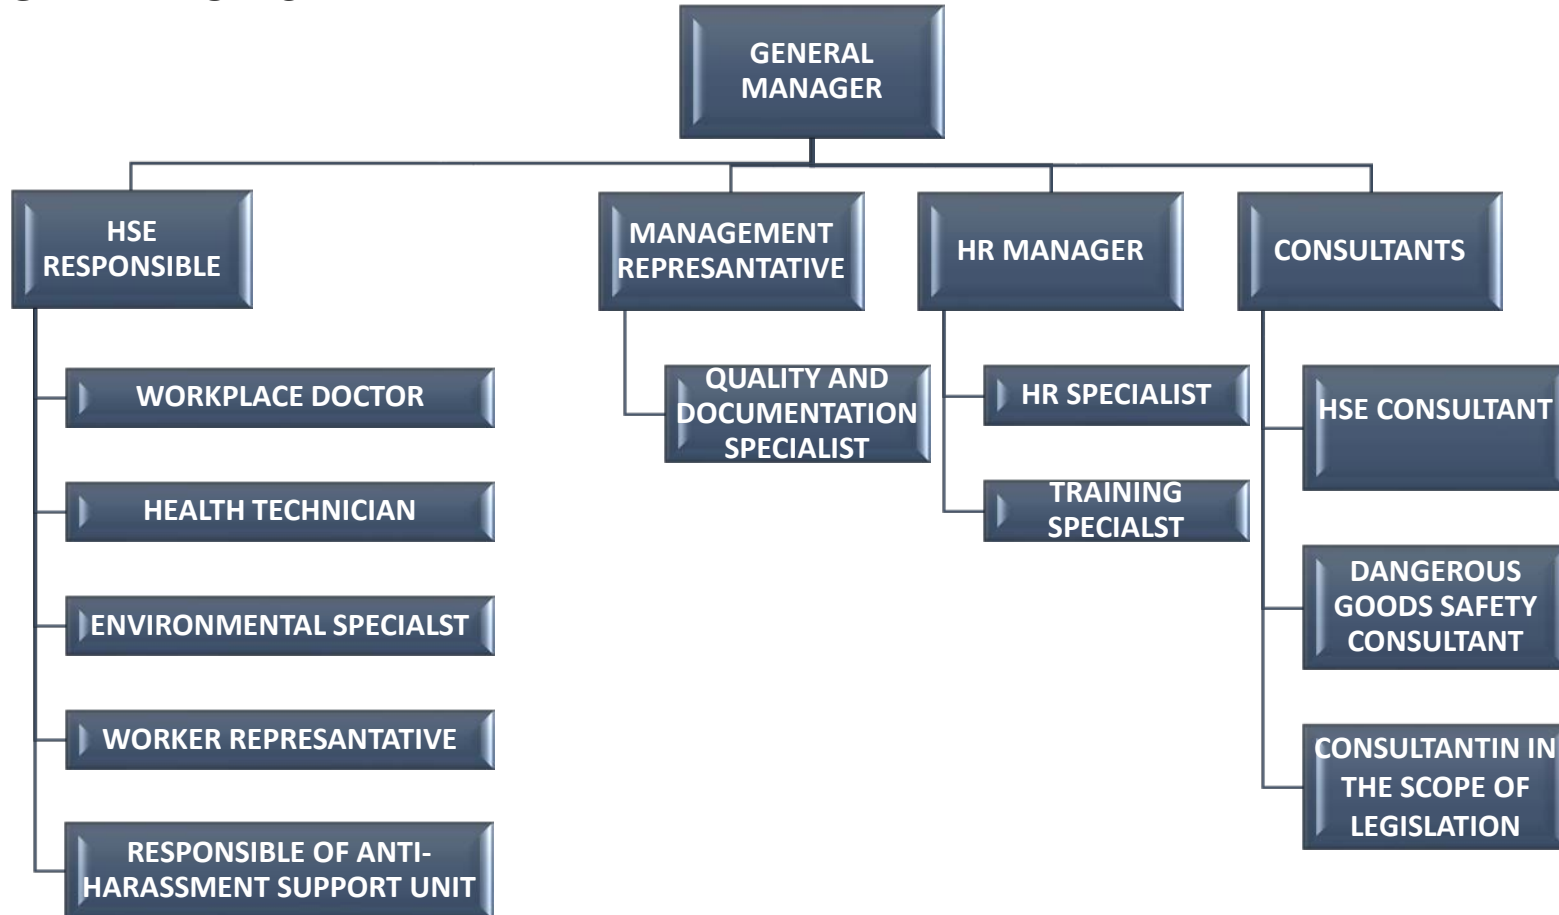 GENERAL
MANAGER
HSE
RESPONSIBLE
MANAGEMENT
REPRESANTATIVE
HR MANAGER
CONSULTANTS
WORKPLACE DOCTOR
HEALTH TECHNICIAN
ENVIRONMENTAL SPECIALST
WORKER REPRESANTATIVE
RESPONSIBLE OF ANTI-
HARASSMENT SUPPORT UNIT
QUALITY AND
DOCUMENTATION
SPECIALIST
HR SPECIALIST
TRAINING
SPECIALST
HSE CONSULTANT
DANGEROUS
GOODS SAFETY
CONSULTANT
CONSULTANTIN IN
THE SCOPE OF
LEGISLATION